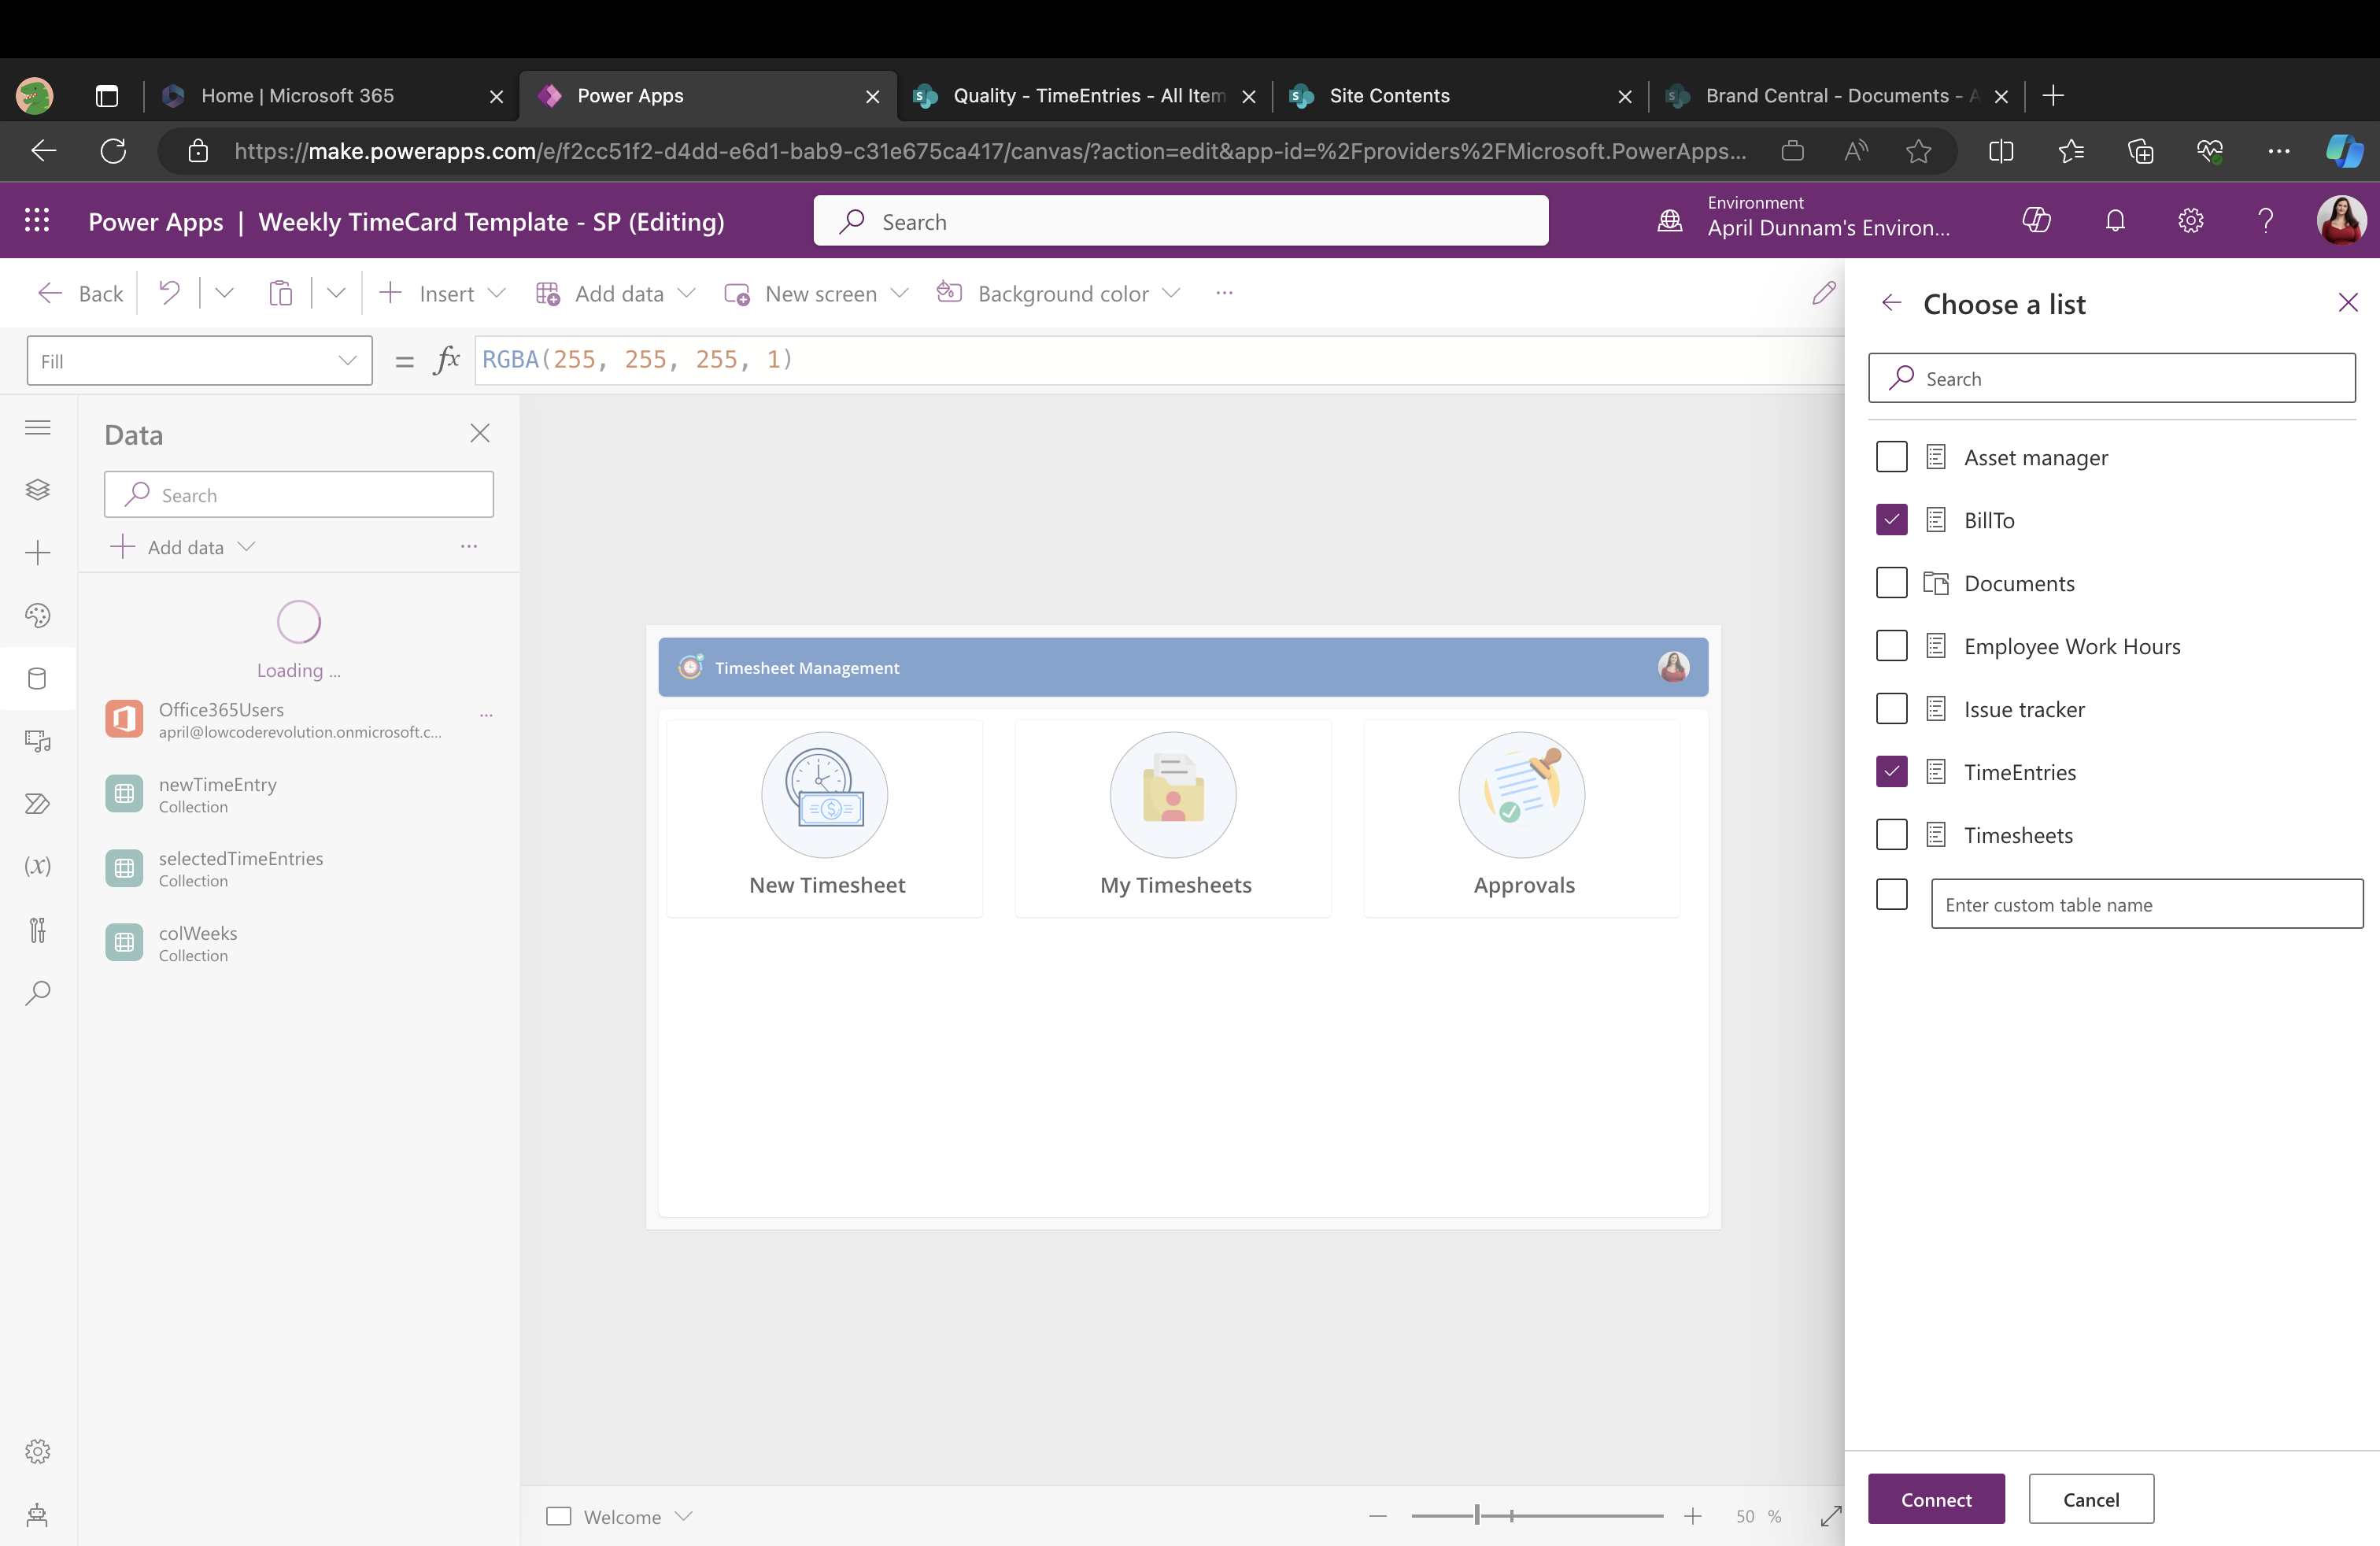 Home | Microsoft 365
Power Apps
Quality - TimeEntries - All Item
Site Contents
Brand Central - Documents - A
https://make.powerapps.com/e/f2cc51f2-d4dd-e6d1-bab9-c31e675ca417/canvas/?action=edit&app-id=%2Fproviders%2FMicrosoft.PowerApps...
Power Apps | Weekly TimeCard Template - SP (Editing)
Search
Environment
April Dunnam's Environ...
Back
Insert
Add data
New screen
Background color
Fill
= fx
RGBA(255, 255, 255, 1)
Data
Search
Add data
Loading ...
Office365Users
april@lowcoderevolution.onmicrosoft.c...
newTimeEntry
Collection
selectedTimeEntries
Collection
colWeeks
Collection
Timesheet Management
New Timesheet
My Timesheets
Approvals
Welcome
50 %
Choose a list
Search
Asset manager
BillTo
Documents
Employee Work Hours
Issue tracker
TimeEntries
Timesheets
Enter custom table name
Connect
Cancel